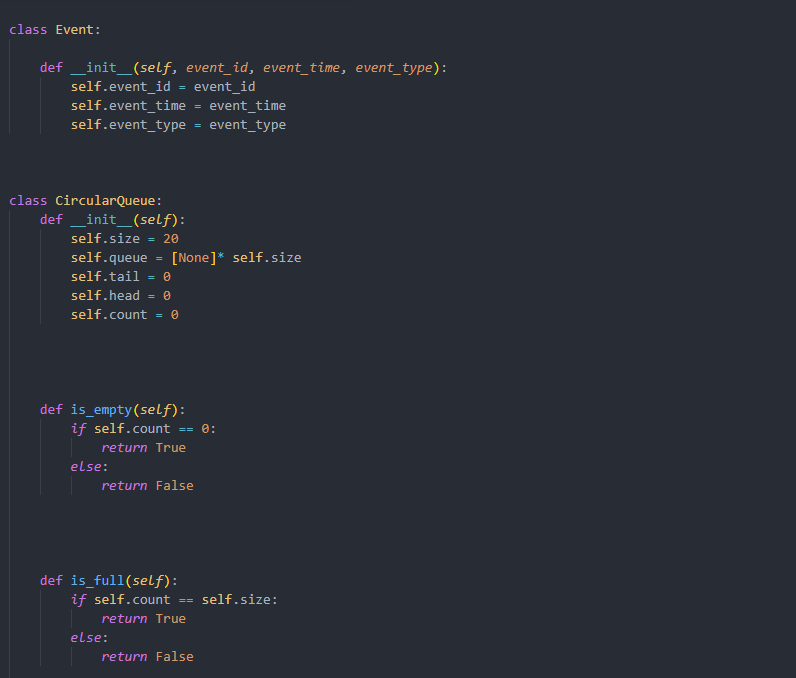 class Event:
    def __init__(self, event_id, event_time, event_type):
        self.event_id = event_id
        self.event_time = event_time
        self.event_type = event_type
class CircularQueue:
    def __init__(self):
        self.size = 20
        self.queue = [None]* self.size
        self.tail = 0
        self.head = 0
        self.count = 0
    def is_empty(self):
        if self.count == 0:
            return True
        else:
            return False
    def is_full(self):
        if self.count == self.size:
            return True
        else:
            return False